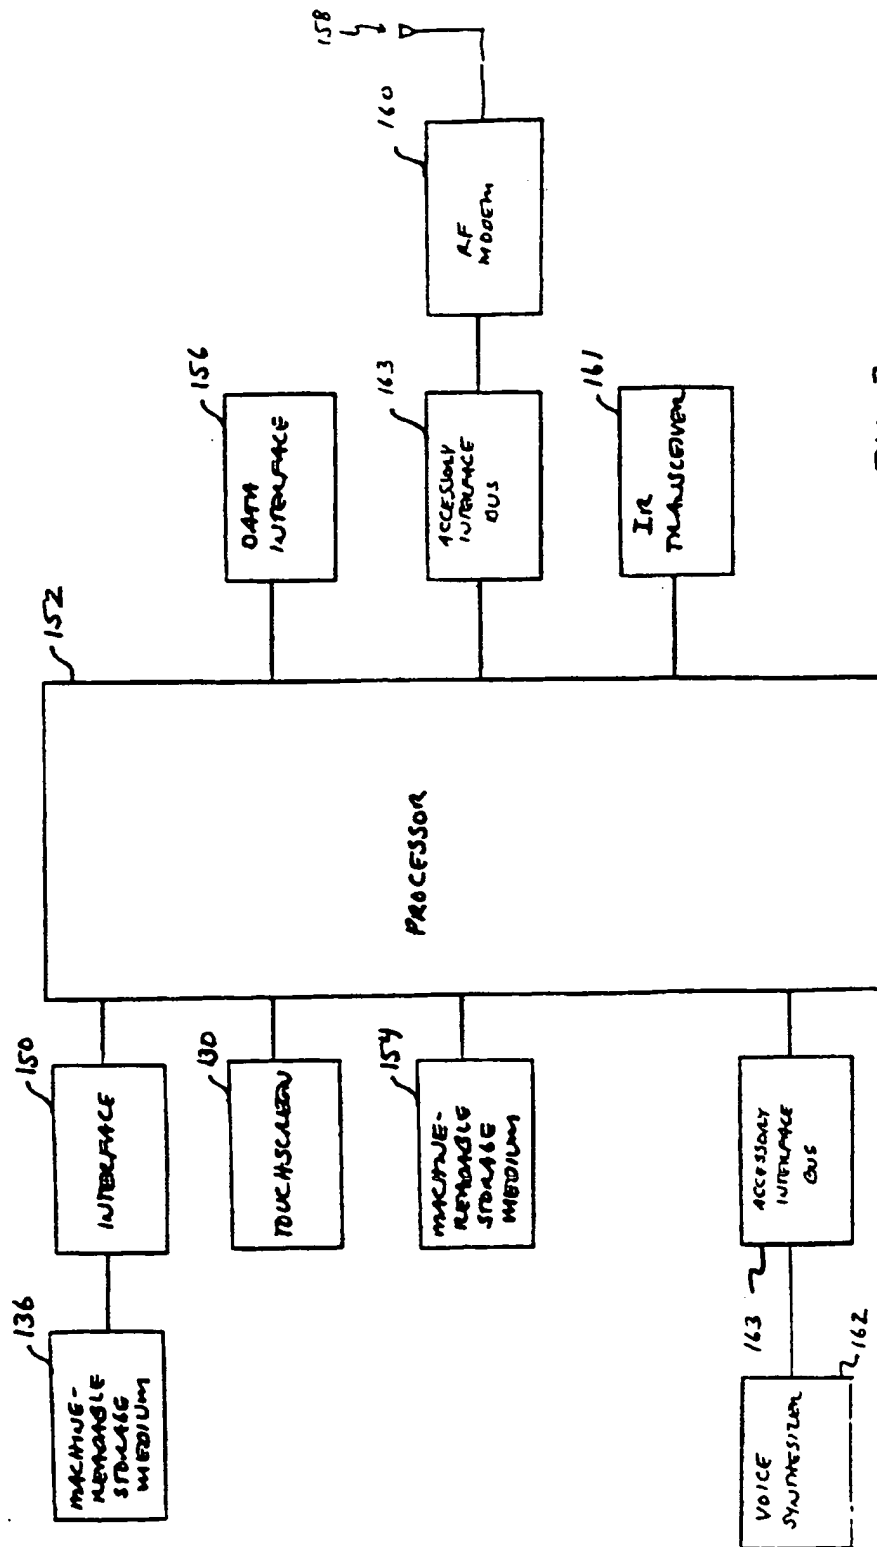 136
MACHINE-
READABLE
STORAGE
MEDIUM
150
INTERFACE
152
PROCESSOR
156
DATA
INTERFACE
130
TOUCHSCREEN
154
MACHINE-
READABLE
STORAGE
MEDIUM
163
ACCESSORY
INTERFACE
BUS
160
RF
MODEM
158
161
IR
TRANSCEIVER
VOICE
SYNTHESIZER
162
163
ACCESSORY
INTERFACE
BUS